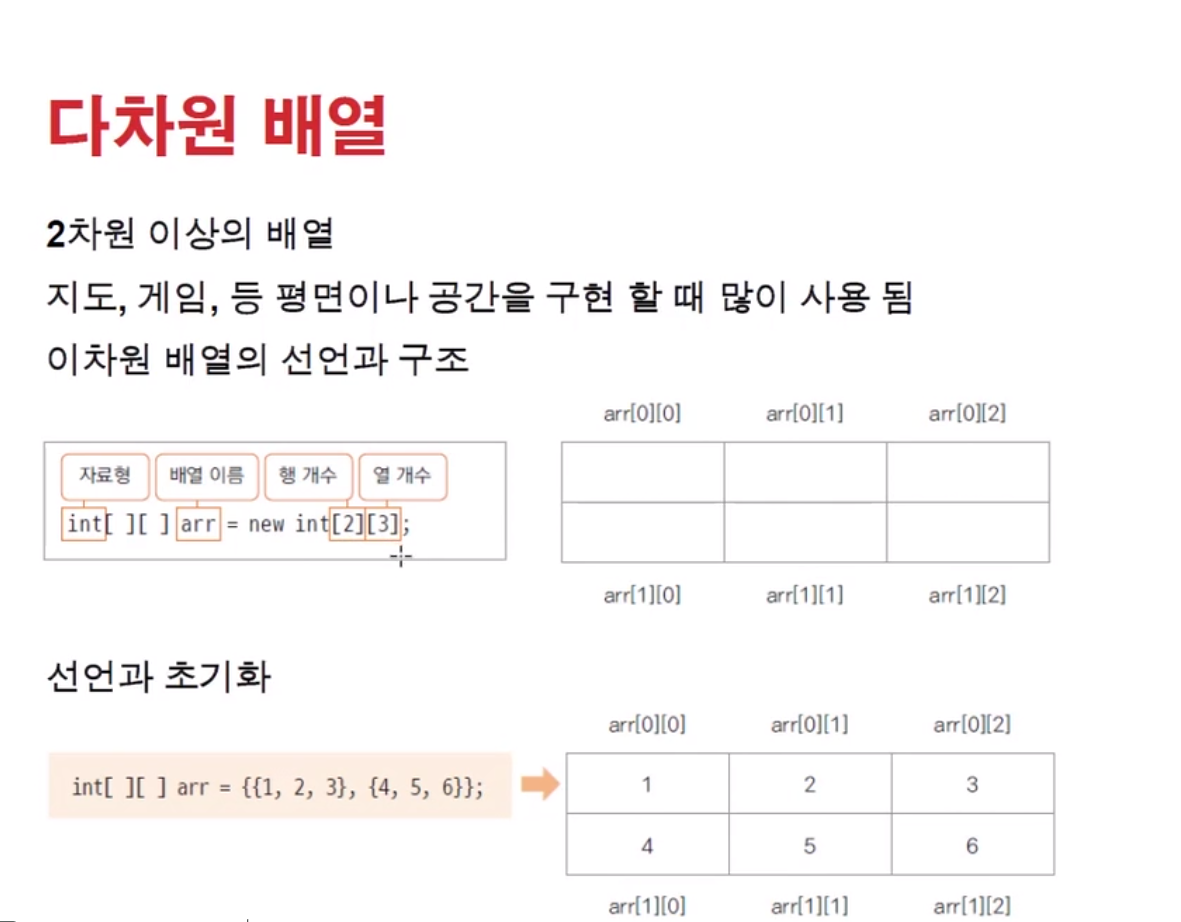 다차원 배열
2차원 이상의 배열
지도, 게임, 등 평면이나 공간을 구현 할 때 많이 사용 됨
이차원 배열의 선언과 구조
자료형 배열 이름 행 개수 열 개수
int[ ][ ] arr = new int[2][3];
arr[0][0] arr[0][1] arr[0][2]
arr[1][0] arr[1][1] arr[1][2]
선언과 초기화
int[ ][ ] arr = {{1, 2, 3}, {4, 5, 6}};
arr[0][0] arr[0][1] arr[0][2]
1 2 3
4 5 6
arr[1][0] arr[1][1] arr[1][2]